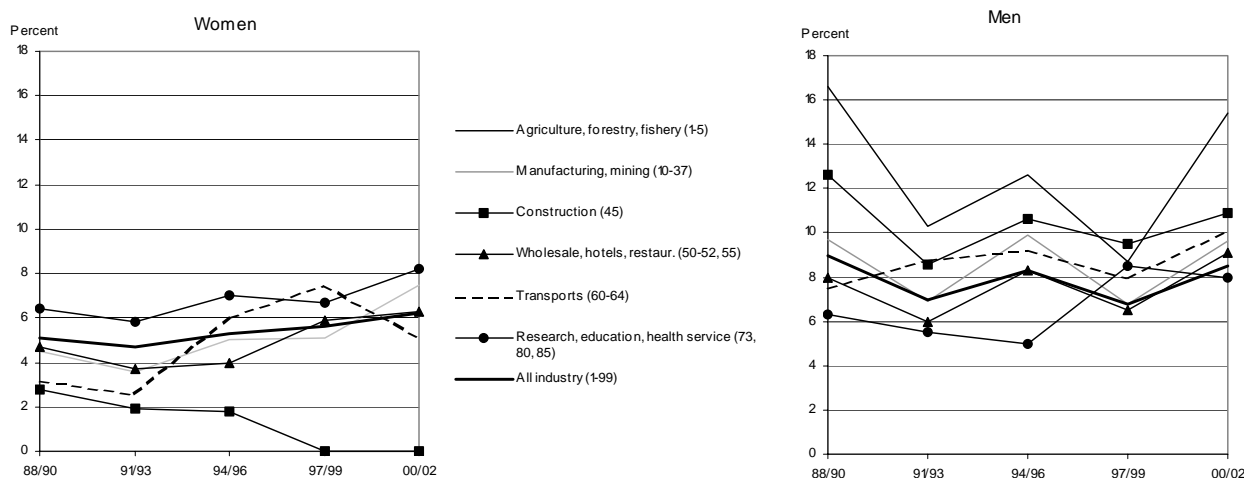 Women
Percent
18
16
14
12
10
8
6
4
2
0
88/90 91/93 94/96 97/99 00/02
Agriculture, forestry, fishery (1-5)
Manufacturing, mining (10-37)
Construction (45)
Wholesale, hotels, restaur. (50-52, 55)
Transports (60-64)
Research, education, health service (73,
80, 85)
All industry (1-99)
Men
Percent
18
16
14
12
10
8
6
4
2
0
88/90 91/93 94/96 97/99 00/02